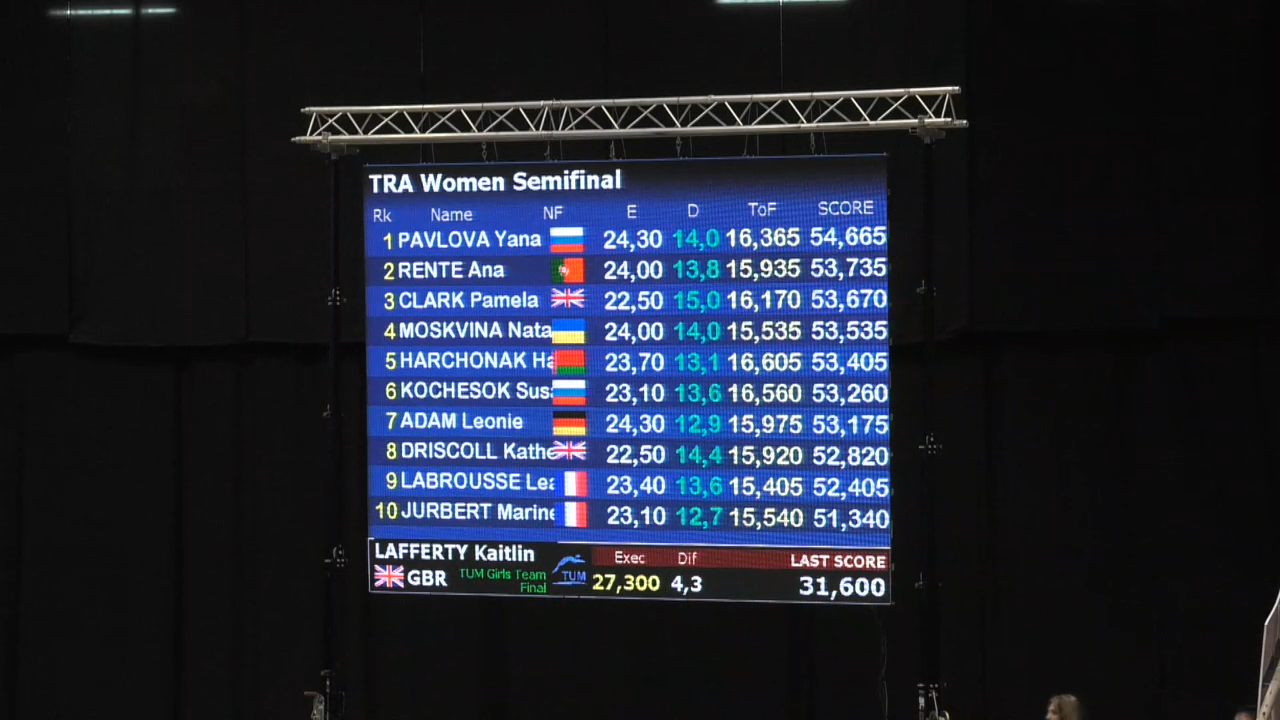 TRA Women Semifinal
Rk Name NF E D ToF SCORE
1 PAVLOVA Yana 24,30 14,0 16,365 54,665
2 RENTE Ana 24,00 13,8 15,935 53,735
3 CLARK Pamela 22,50 15,0 16,170 53,670
4 MOSKVINA Nata 24,00 14,0 15,535 53,535
5 HARCHONAK Ha 23,70 13,1 16,605 53,405
6 KOCHESOK Sus 23,10 13,6 16,560 53,260
7 ADAM Leonie 24,30 12,9 15,975 53,175
8 DRISCOLL Kathe 22,50 14,4 15,920 52,820
9 LABROUSSE Lea 23,40 13,6 15,405 52,405
10 JURBERT Marine 23,10 12,7 15,540 51,340
LAFFERTY Kaitlin Exec Dif LAST SCORE
GBR TUM Girls Team Final TUM 27,300 4,3 31,600